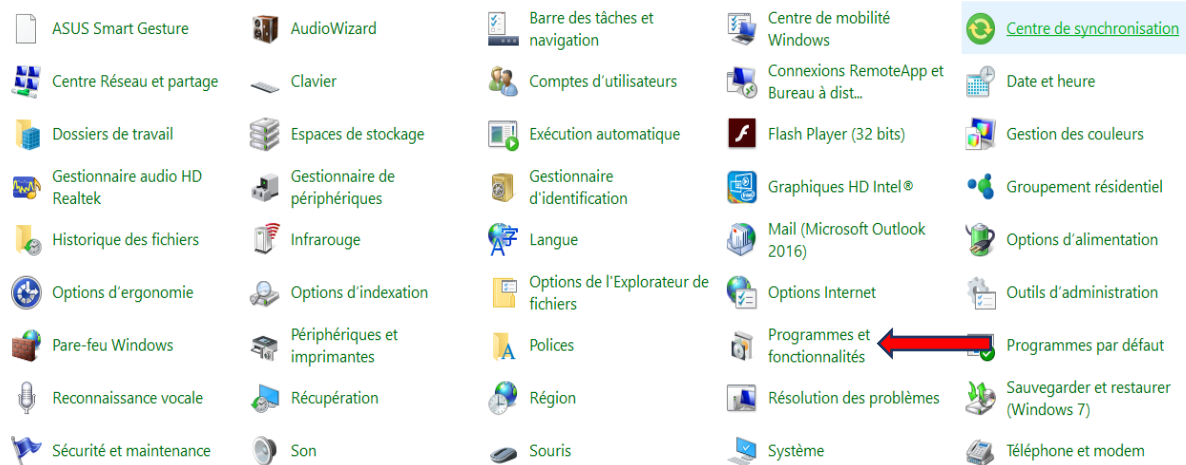 ASUS Smart Gesture
AudioWizard
Barre des tâches et
navigation
Centre de mobilité
Windows
Centre de synchronisation
Centre Réseau et partage
Clavier
Comptes d'utilisateurs
Connexions RemoteApp et
Bureau à dist...
Date et heure
Dossiers de travail
Espaces de stockage
Exécution automatique
Flash Player (32 bits)
Gestion des couleurs
Gestionnaire audio HD
Realtek
Gestionnaire de
périphériques
Gestionnaire
d'identification
Graphiques HD Intel®
Groupement résidentiel
Historique des fichiers
Infrarouge
Langue
Mail (Microsoft Outlook
2016)
Options d'alimentation
Options d'ergonomie
Options d'indexation
Options de l'Explorateur de
fichiers
Options Internet
Outils d'administration
Pare-feu Windows
Périphériques et
imprimantes
Polices
Programmes et
fonctionnalités
Programmes par défaut
Reconnaissance vocale
Récupération
Région
Résolution des problèmes
Sauvegarder et restaurer
(Windows 7)
Sécurité et maintenance
Son
Souris
Système
Téléphone et modem